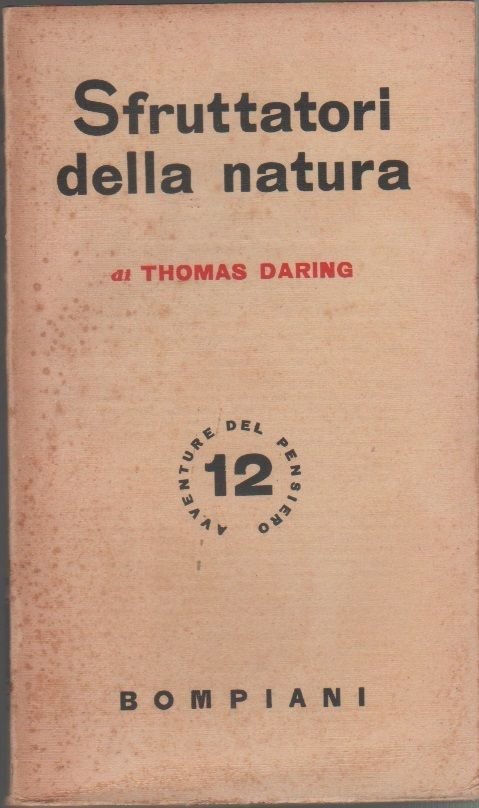 Sfruttatori
della natura
di THOMAS DARING
AVVENTURE DEL PENSIERO
12
BOMPIANI